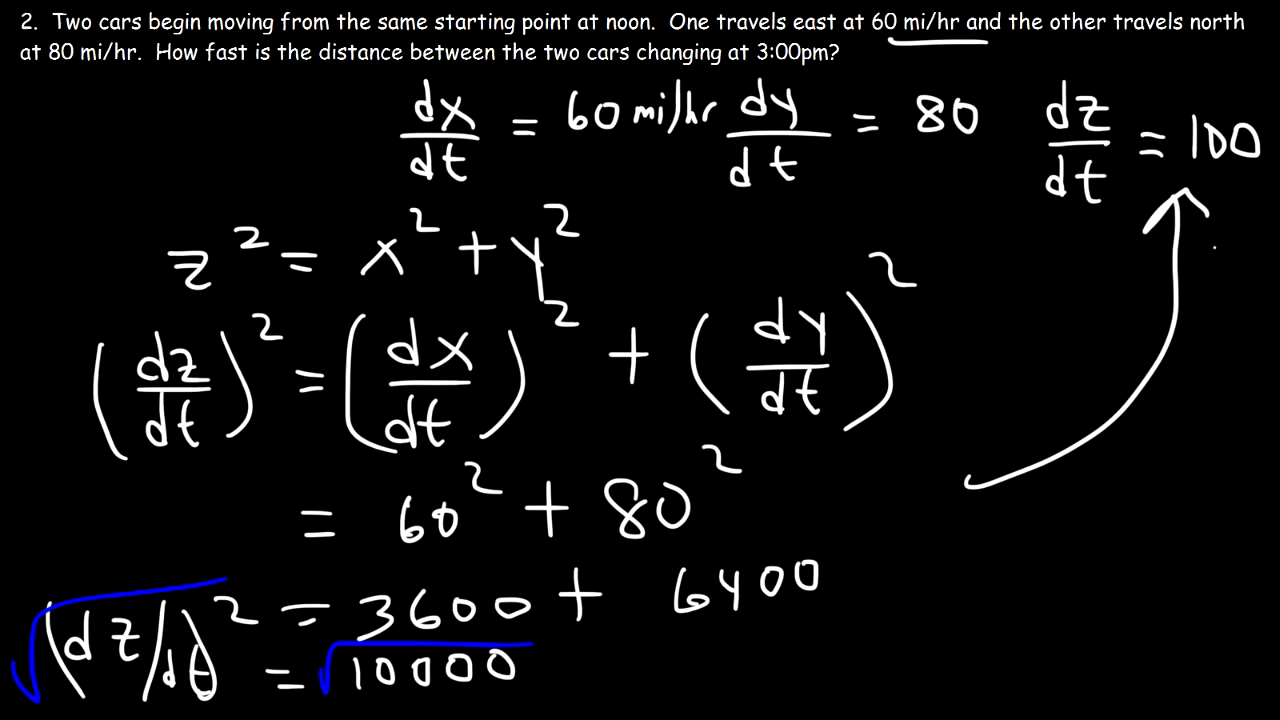 2. Two cars begin moving from the same starting point at noon. One travels east at 60 mi/hr and the other travels north
at 80 mi/hr. How fast is the distance between the two cars changing at 3:00pm?
dx/dt = 60 mi/hr dy/dt = 80 dz/dt = 100
z² = x² + y²
(dz/dt)² = (dx/dt)² + (dy/dt)²
= 60² + 80²
√(dz/dt)² = 3600 + 6400
= √10000